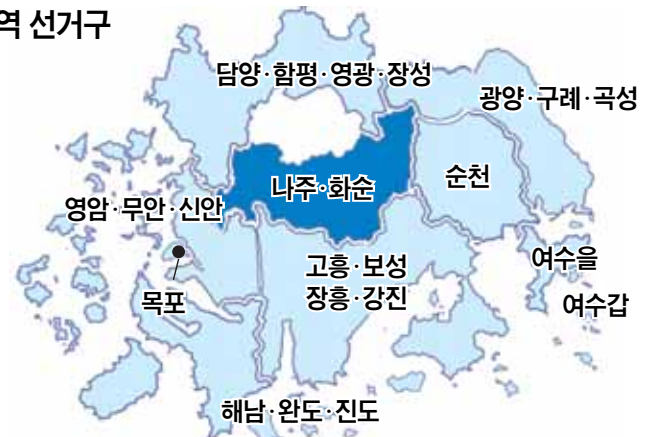 역 선거구
담양·함평·영광·장성
광양·구례·곡성
나주·화순
순천
영암·무안·신안
고흥·보성
장흥·강진
여수을
목포
여수갑
해남·완도·진도